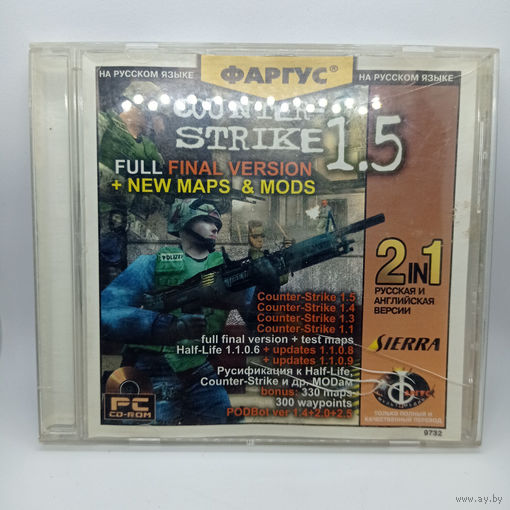 НА РУССКОМ ЯЗЫКЕ
ФАРГУС®
НА РУССКОМ ЯЗЫКЕ
COUNTER
STRIKE 1.5
FULL FINAL VERSION
+ NEW MAPS & MODS
POLIZEI
2 IN 1
РУССКАЯ И
АНГЛИЙСКАЯ
ВЕРСИИ
Counter-Strike 1.5
Counter-Strike 1.4
Counter-Strike 1.3
Counter-Strike 1.1
full final version + test maps
Half-Life 1.1.0.6 + updates 1.1.0.8
+ updates 1.1.0.9
Русификация к Half-Life,
Counter-Strike и др. MODам
bonus: 330 maps
300 waypoints
PODBot ver 1.4+2.0+2.5
SIERRA
PC
CD-ROM
ТОЛЬКО ПОЛНЫЙ И
КАЧЕСТВЕННЫЙ ПЕРЕВОД
9732
www.ay.by